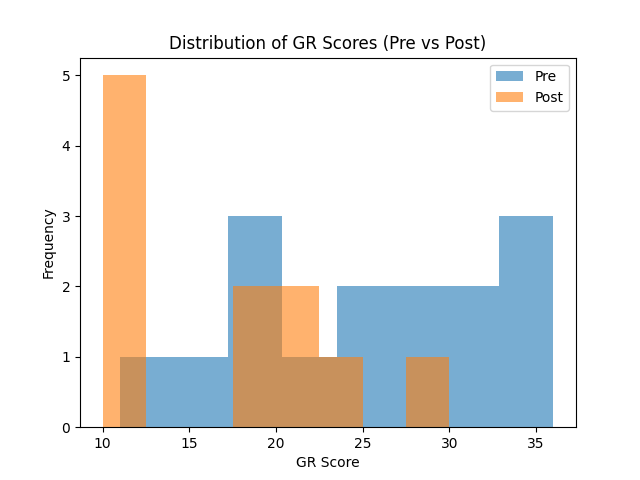 Distribution of GR Scores (Pre vs Post)
Pre
Post
5
4
3
2
1
0
Frequency
10 15 20 25 30 35
GR Score